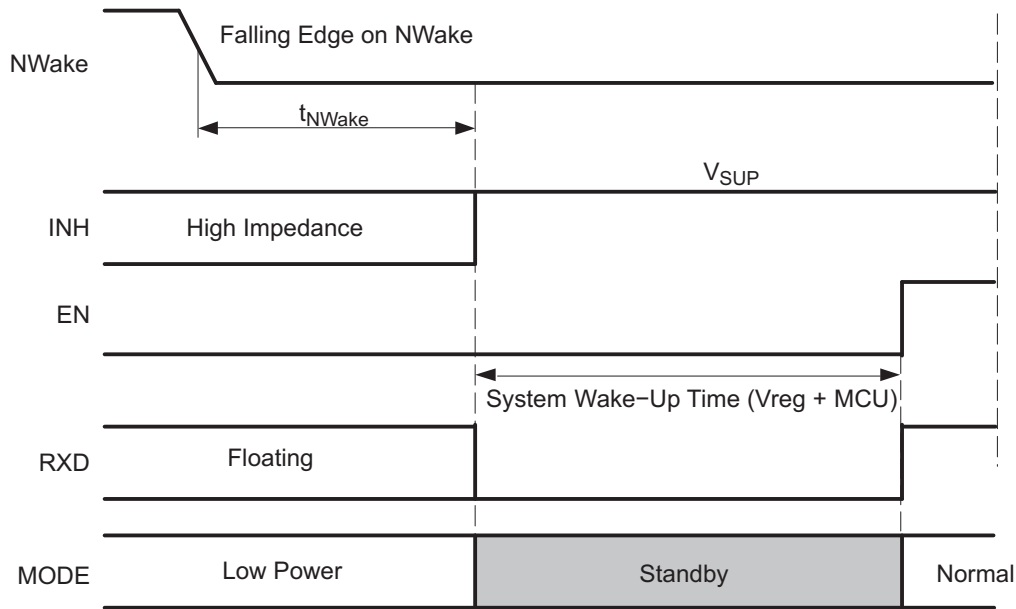 Falling Edge on NWake
NWake
tNWake
VSUP
INH
High Impedance
EN
System Wake−Up Time (Vreg + MCU)
RXD
Floating
MODE
Low Power
Standby
Normal